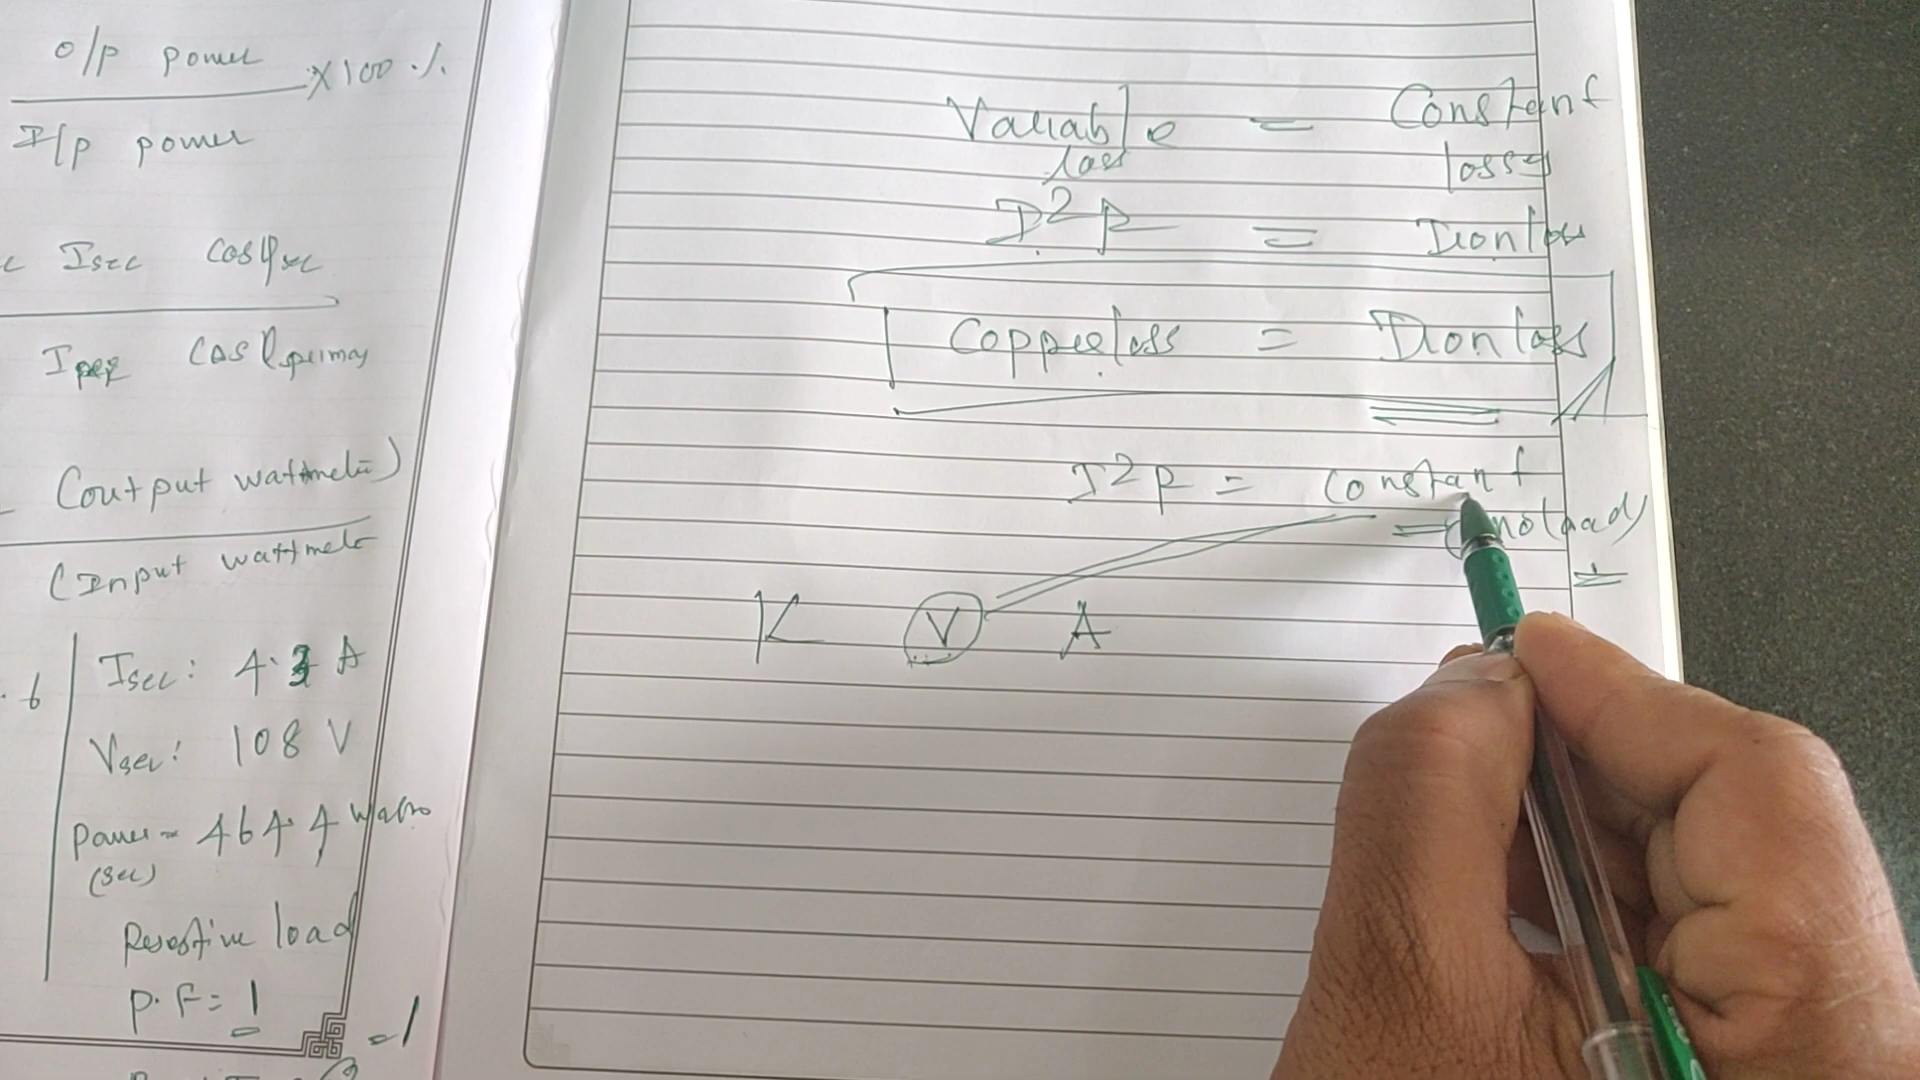 o/p power
X 100 %
I/p power
Isec cosφsec
Ipri cosφprimary
(output wattmeter)
(Input wattmeter
Isec: 4.3 A
Vsec: 108 V
Power = 464.4 watts
(sec)
Resistive load
P.F = 1
= 1
Variable = Constant
loss losses
I²R = Iron loss
Copper loss = Iron loss
I²R = constant
= (no load)
K V A